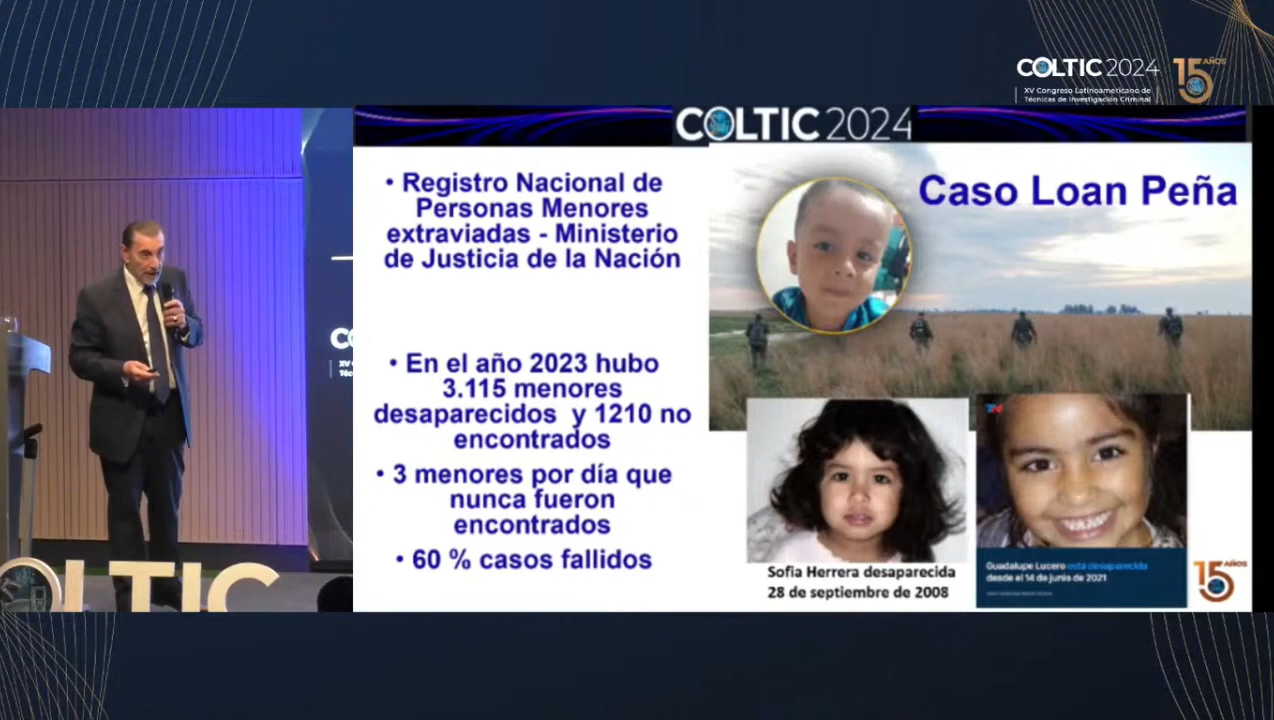 COLTIC 2024
15 AÑOS
XV Congreso Latinoamericano de
Técnicas de Investigación Criminal
COLTIC 2024
• Registro Nacional de
Personas Menores
extraviadas - Ministerio
de Justicia de la Nación
• En el año 2023 hubo
3.115 menores
desaparecidos y 1210 no
encontrados
• 3 menores por día que
nunca fueron
encontrados
• 60 % casos fallidos
Caso Loan Peña
TN
Sofia Herrera desaparecida
28 de septiembre de 2008
Guadalupe Lucero está desaparecida
desde el 14 de junio de 2021
15 AÑOS
OLTIC